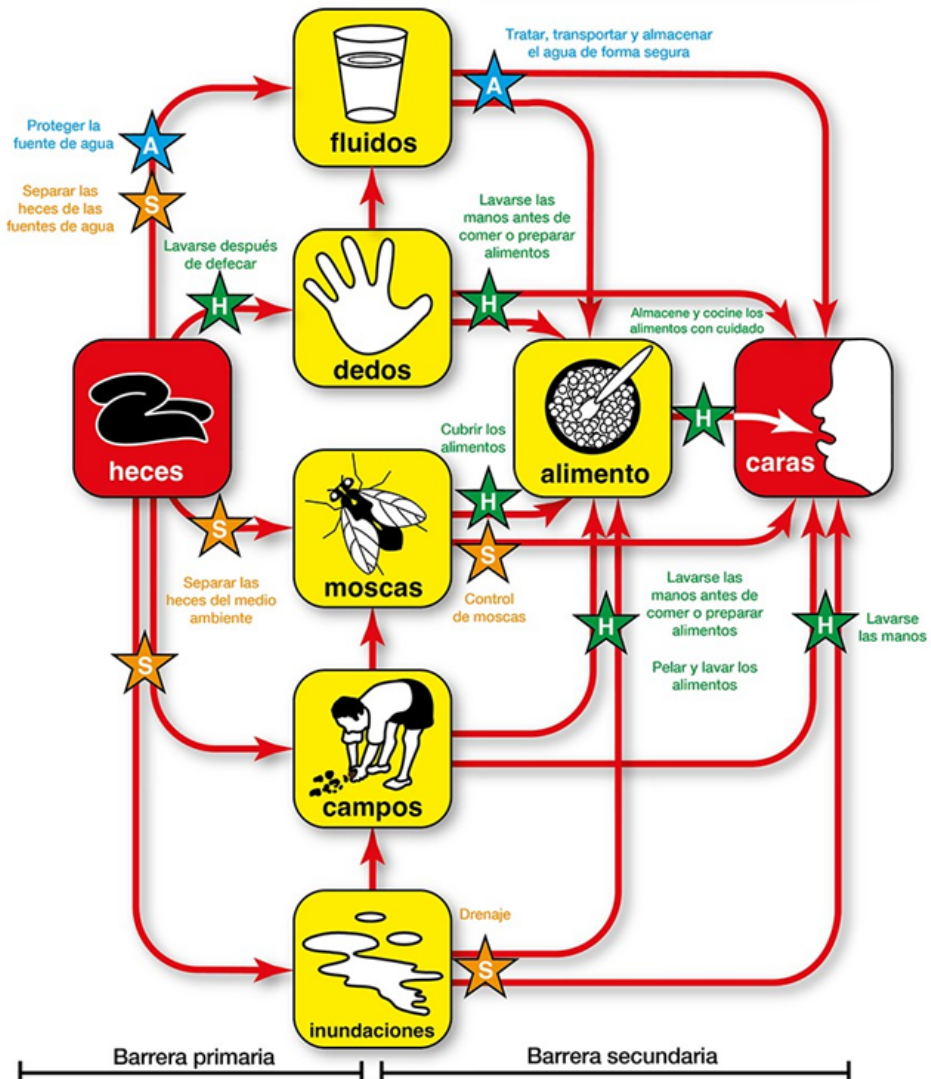 Tratar, transportar y almacenar
el agua de forma segura
A
fluidos
Proteger la
fuente de agua
A
Separar las
heces de las
fuentes de agua
S
Lavarse después
de defecar
H
Lavarse las
manos antes de
comer o preparar
alimentos
H
dedos
Almacene y cocine los
alimentos con cuidado
heces
Cubrir los
alimentos
H
alimento
H
caras
S
moscas
S
Separar las
heces del medio
ambiente
Control
de moscas
Lavarse las
manos antes de
comer o preparar
alimentos
H
Pelar y lavar los
alimentos
H
Lavarse
las manos
S
campos
Drenaje
S
inundaciones
Barrera primaria
Barrera secundaria